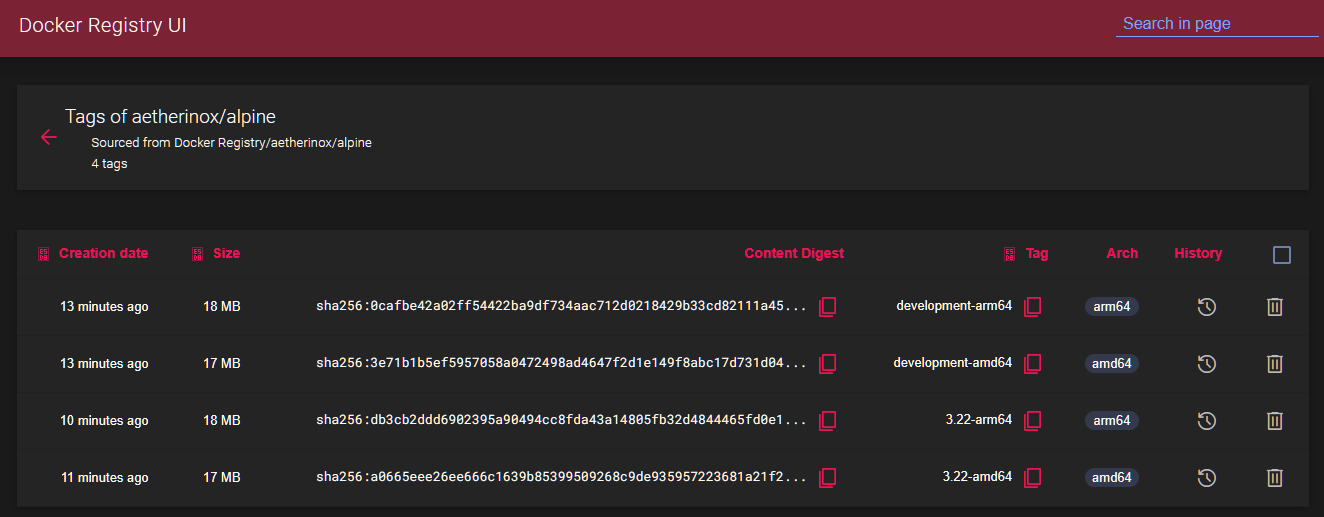 Docker Registry UI
Search in page
Tags of aetherinox/alpine
Sourced from Docker Registry/aetherinox/alpine
4 tags
Creation date Size Content Digest Tag Arch History
13 minutes ago 18 MB sha256:0cafbe42a02ff54422ba9df734aac712d0218429b33cd82111a45... development-arm64 arm64
13 minutes ago 17 MB sha256:3e71b1b5ef5957058a0472498ad4647f2d1e149f8abc17d731d04... development-amd64 amd64
10 minutes ago 18 MB sha256:db3cb2ddd6902395a90494cc8fda43a14805fb32d4844465fd0e1... 3.22-arm64 arm64
11 minutes ago 17 MB sha256:a0665eee26ee666c1639b85399509268c9de935957223681a21f2... 3.22-amd64 amd64